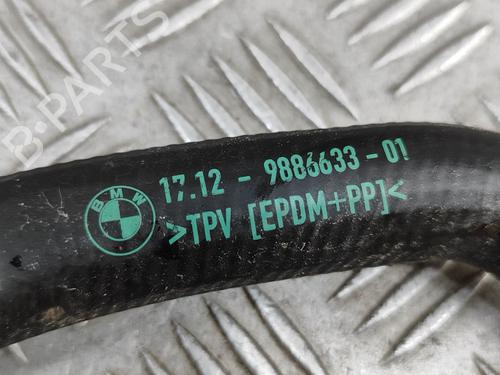 B-PARTS
BMW
17.12 - 9886633 - 01
>TPV [EPDM+PP]<